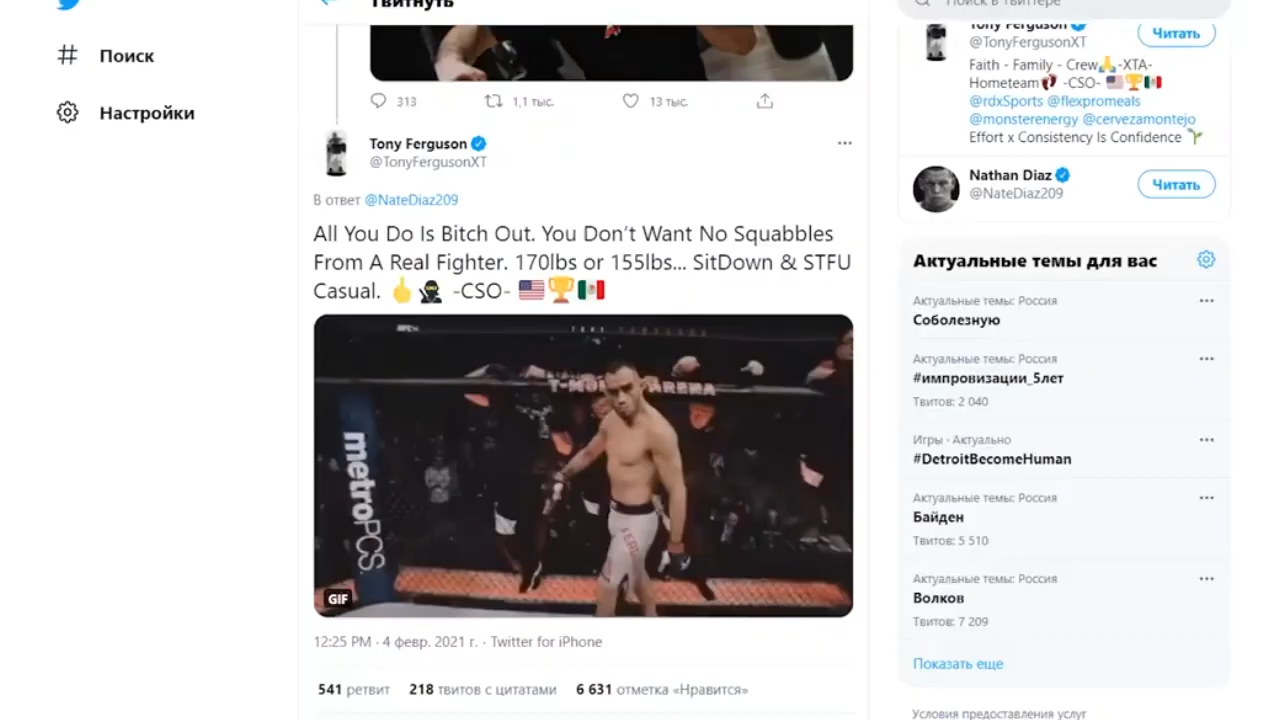 Твитнуть
Поиск
Настройки
313
1,1 тыс.
13 тыс.
Tony Ferguson
@TonyFergusonXT
В ответ @NateDiaz209
All You Do Is Bitch Out. You Don't Want No Squabbles
From A Real Fighter. 170lbs or 155lbs... SitDown & STFU
Casual. 🖕🥷 -CSO- 🇺🇸🏆🇲🇽
T-MOBILE ARENA
metroPCS.
GIF
12:25 PM · 4 февр. 2021 г. · Twitter for iPhone
541 ретвит 218 твитов с цитатами 6 631 отметка «Нравится»
Поиск в Твиттере
Tony Ferguson
@TonyFergusonXT
Читать
Faith - Family - Crew🙏-XTA-
Hometeam👣 -CSO- 🇺🇸🏆🇲🇽
@rdxSports @flexpromeals
@monsterenergy @cervezamontejo
Effort x Consistency Is Confidence 🌱
Nathan Diaz
@NateDiaz209
Читать
Актуальные темы для вас
Актуальные темы: Россия
Соболезную
Актуальные темы: Россия
#импровизации_5лет
Твитов: 2 040
Игры · Актуально
#DetroitBecomeHuman
Актуальные темы: Россия
Байден
Твитов: 5 510
Актуальные темы: Россия
Волков
Твитов: 7 209
Показать еще
Условия предоставления услуг